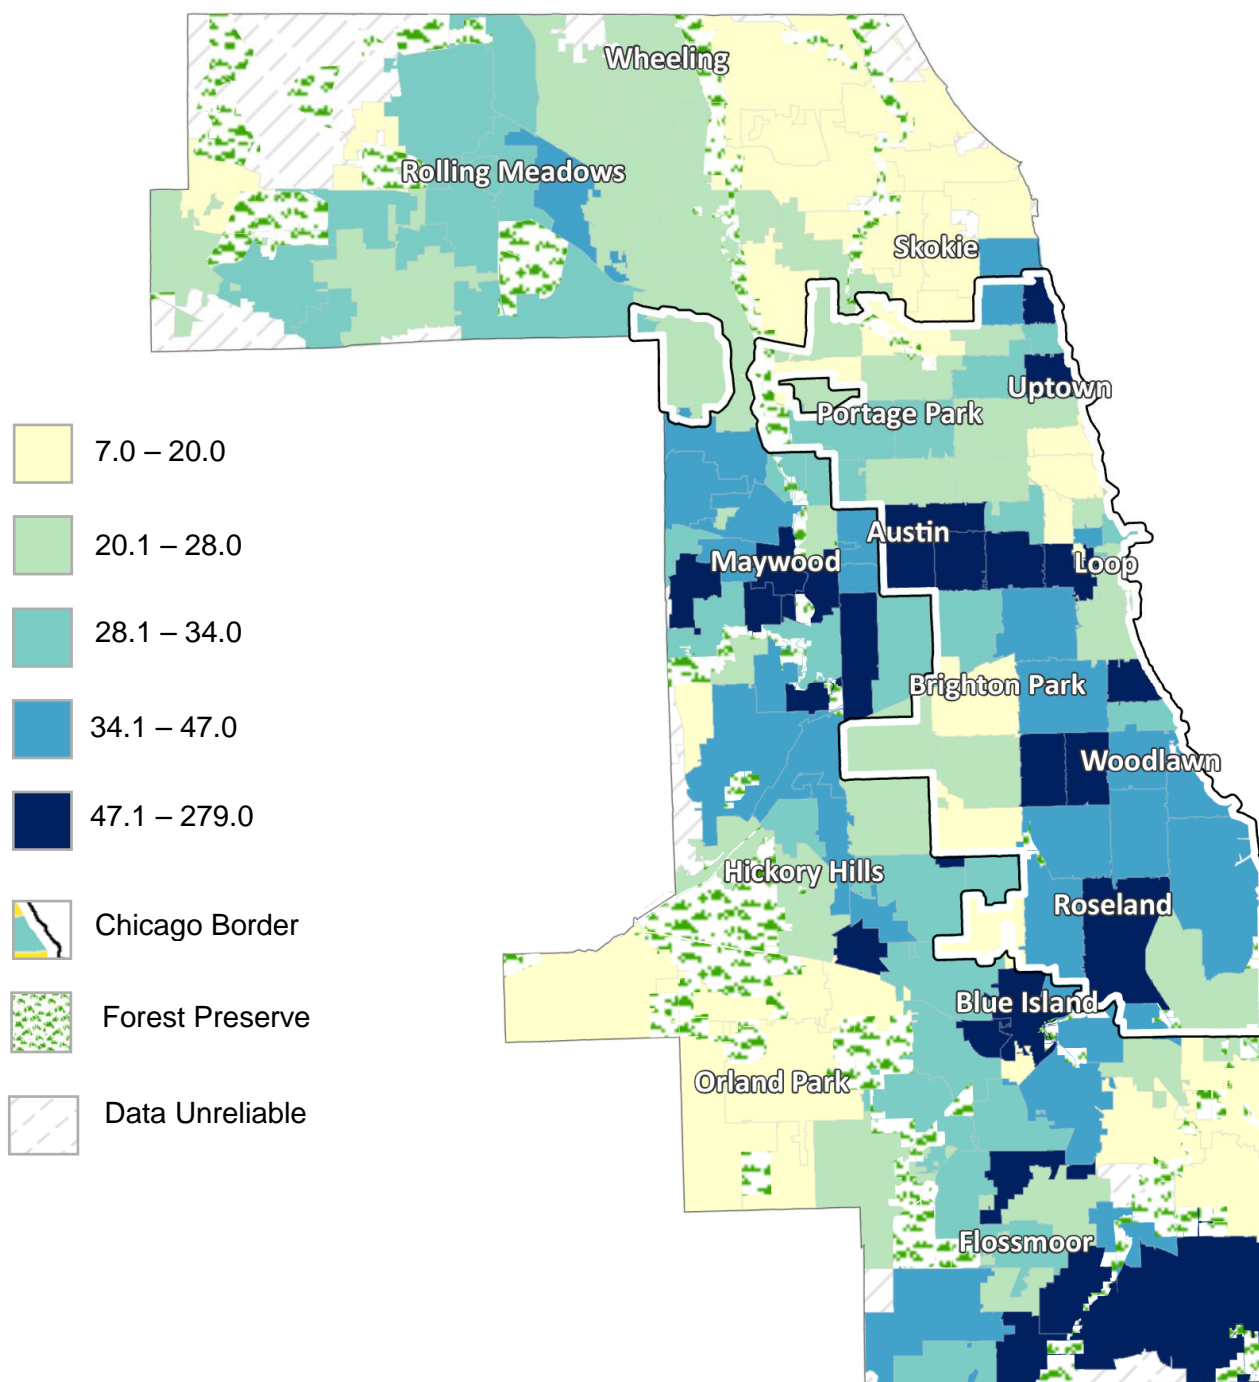 Wheeling
Rolling Meadows
Skokie
Uptown
Portage Park
7.0 – 20.0
20.1 – 28.0
28.1 – 34.0
34.1 – 47.0
47.1 – 279.0
Chicago Border
Forest Preserve
Data Unreliable
Austin
Maywood
Loop
Brighton Park
Woodlawn
Hickory Hills
Roseland
Blue Island
Orland Park
Flossmoor